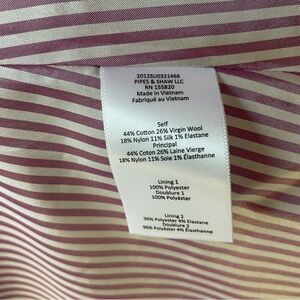 2012SU0321466
PIPES & SHAW LLC
RN 155820
Made in Vietnam
Fabriqué au Vietnam
Self
44% Cotton 26% Virgin Wool
18% Nylon 11% Silk 1% Elastane
Principal
44% Coton 26% Laine Vierge
18% Nylon 11% Soie 1% Élasthanne
Lining 1
100% Polyester
Doublure 1
100% Polyester
Lining 2
96% Polyester 4% Elastane
Doublure 2
96% Polyester 4% Élasthanne